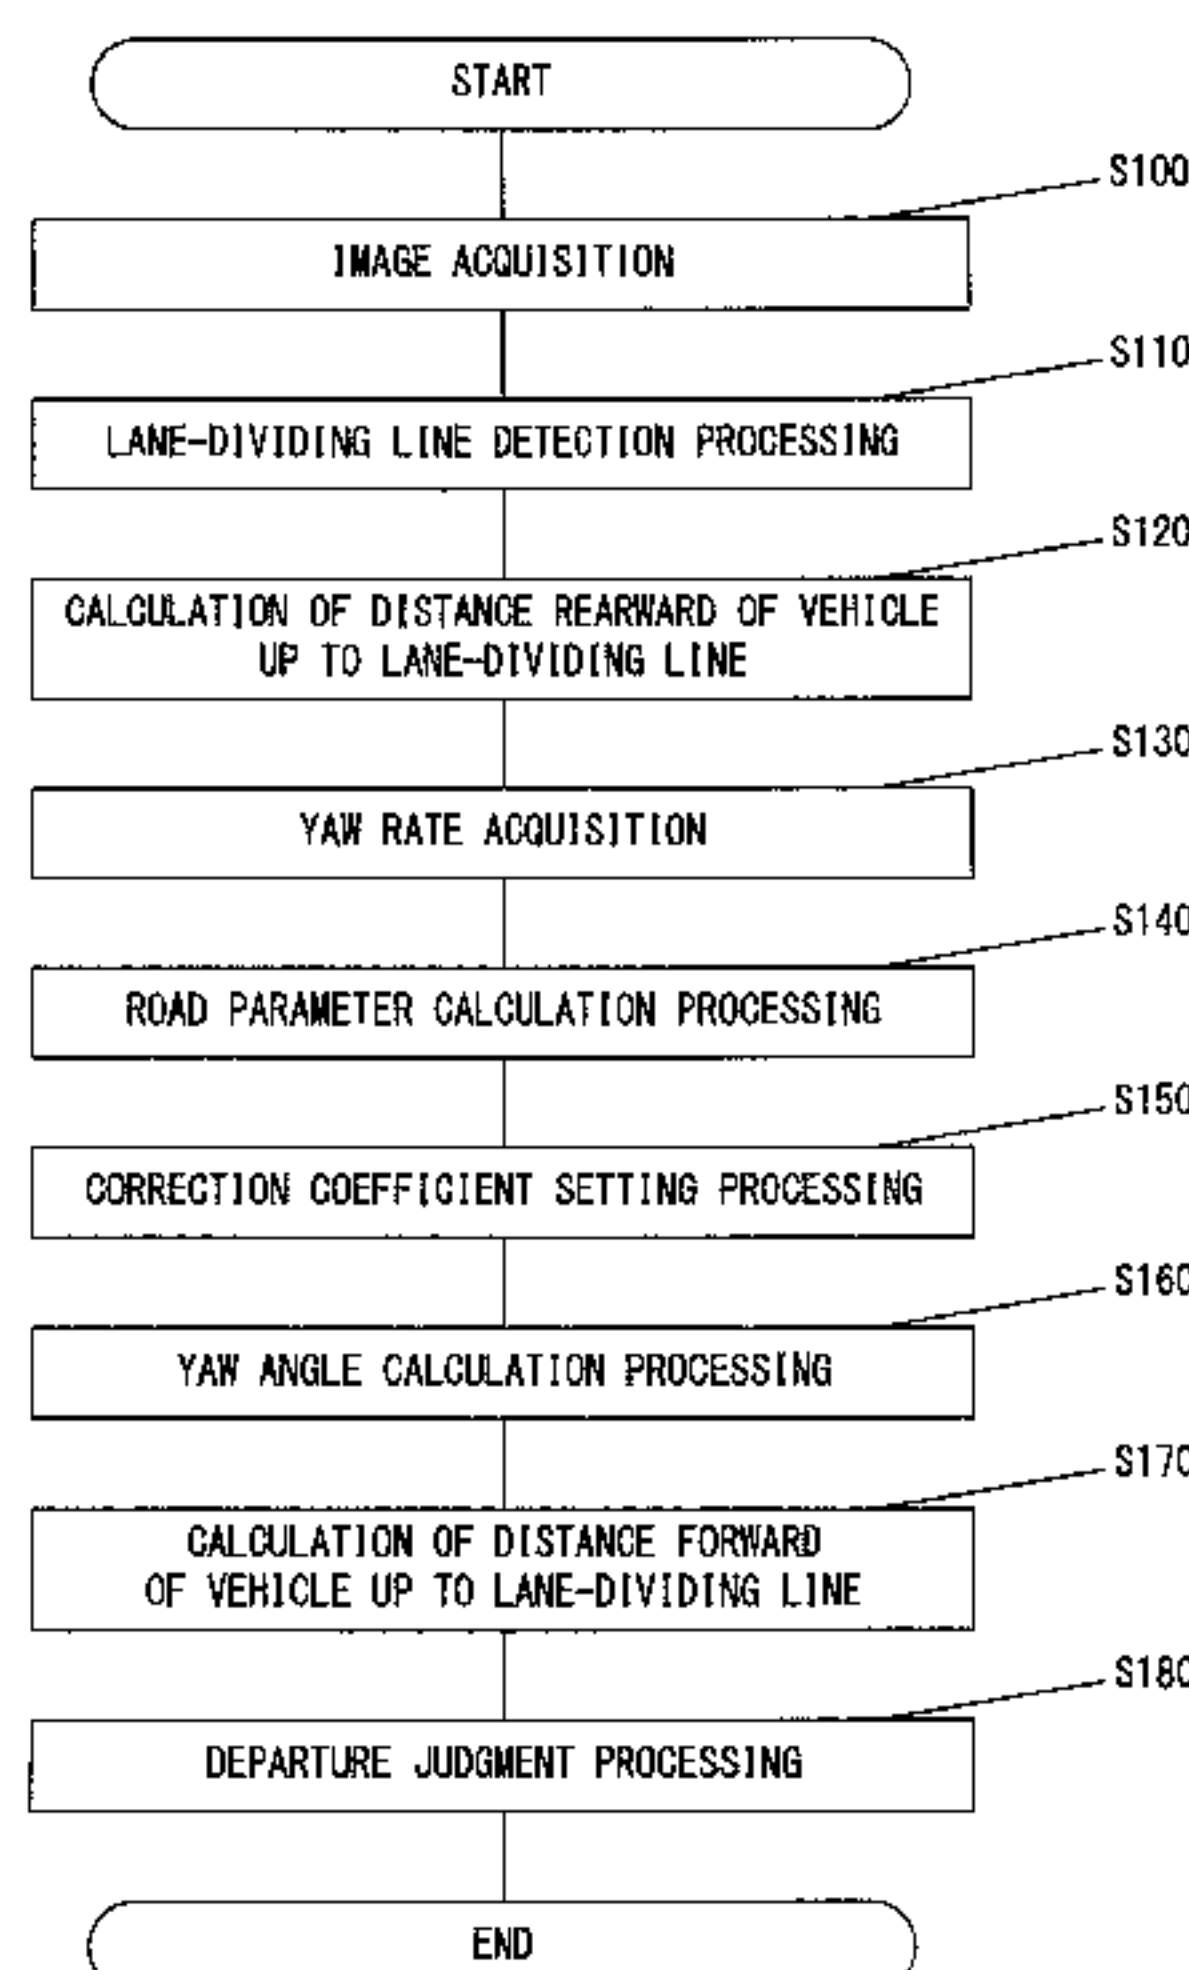 START
S100
IMAGE ACQUISITION
S110
LANE-DIVIDING LINE DETECTION PROCESSING
S120
CALCULATION OF DISTANCE REARWARD OF VEHICLE
UP TO LANE-DIVIDING LINE
S130
YAW RATE ACQUISITION
S140
ROAD PARAMETER CALCULATION PROCESSING
S150
CORRECTION COEFFICIENT SETTING PROCESSING
S160
YAW ANGLE CALCULATION PROCESSING
S170
CALCULATION OF DISTANCE FORWARD
OF VEHICLE UP TO LANE-DIVIDING LINE
S180
DEPARTURE JUDGMENT PROCESSING
END